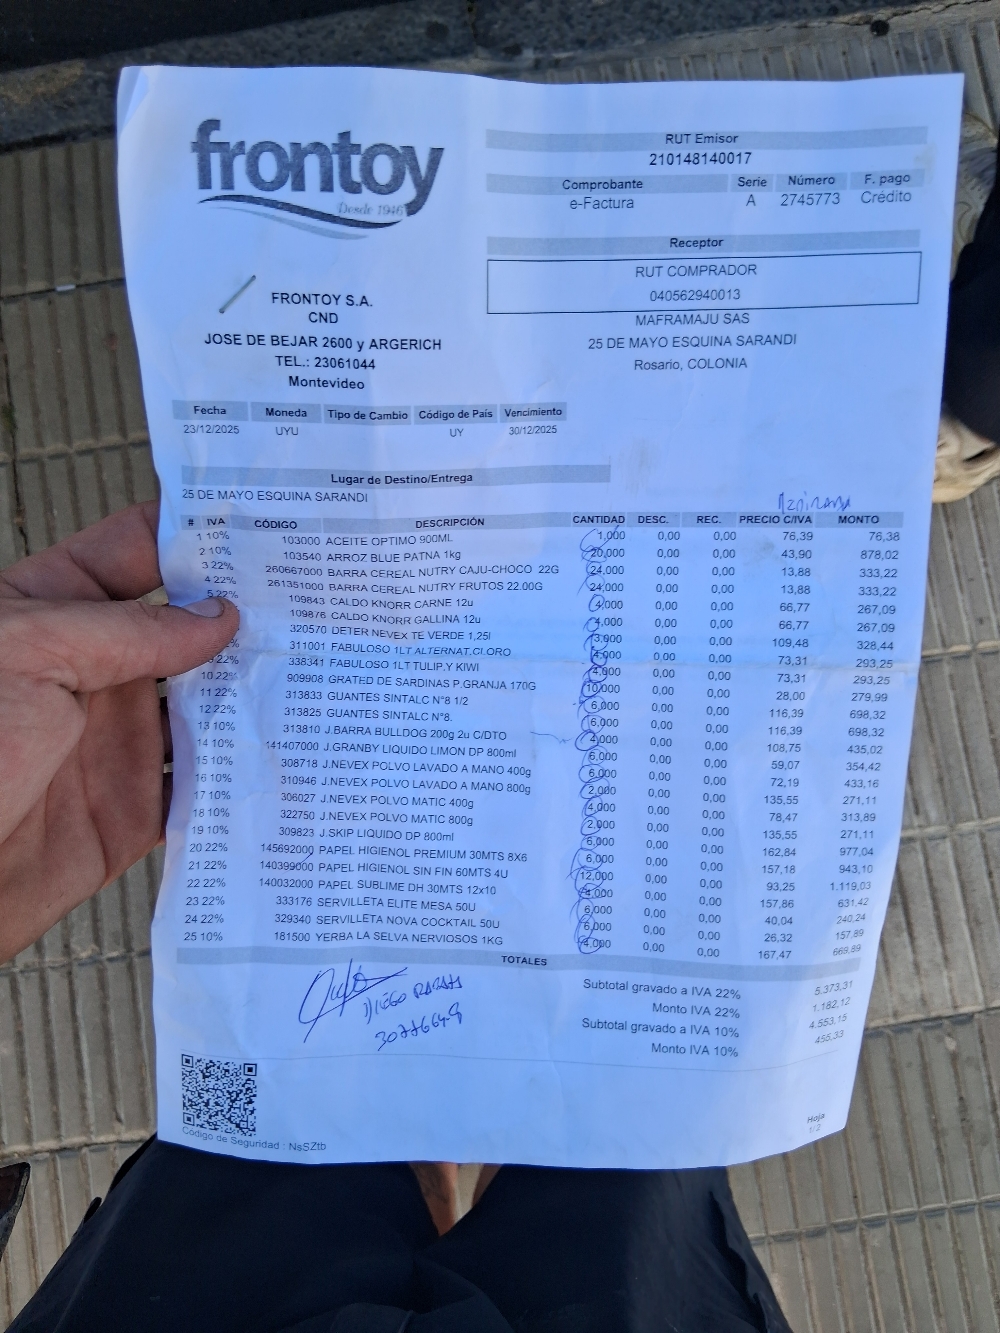 frontoy
Desde 1946
RUT Emisor
210148140017
Comprobante Serie Número F. pago
e-Factura A 2745773 Crédito
Receptor
RUT COMPRADOR
040562940013
MAFRAMAJU SAS
25 DE MAYO ESQUINA SARANDI
Rosario, COLONIA
FRONTOY S.A.
CND
JOSE DE BEJAR 2600 y ARGERICH
TEL.: 23061044
Montevideo
Fecha Moneda Tipo de Cambio Código de País Vencimiento
23/12/2025 UYU UY 30/12/2025
Lugar de Destino/Entrega
25 DE MAYO ESQUINA SARANDI
# IVA CÓDIGO DESCRIPCIÓN CANTIDAD DESC. REC. PRECIO C/IVA MONTO
1 10% 103000 ACEITE OPTIMO 900ML 1,000 0,00 0,00 76,39 76,38
2 10% 103540 ARROZ BLUE PATNA 1kg 20,000 0,00 0,00 43,90 878,02
3 22% 260667000 BARRA CEREAL NUTRY CAJU-CHOCO 22G 24,000 0,00 0,00 13,88 333,22
4 22% 261351000 BARRA CEREAL NUTRY FRUTOS 22.00G 24,000 0,00 0,00 13,88 333,22
5 22% 109843 CALDO KNORR CARNE 12u 4,000 0,00 0,00 66,77 267,09
109876 CALDO KNORR GALLINA 12u 4,000 0,00 0,00 66,77 267,09
320570 DETER NEVEX TE VERDE 1,25l 3,000 0,00 0,00 109,48 328,44
311001 FABULOSO 1LT ALTERNAT.CLORO 4,000 0,00 0,00 73,31 293,25
22% 338341 FABULOSO 1LT TULIP.Y KIWI 4,000 0,00 0,00 73,31 293,25
10 22% 909908 GRATED DE SARDINAS P.GRANJA 170G 10,000 0,00 0,00 28,00 279,99
11 22% 313833 GUANTES SINTALC N°8 1/2 6,000 0,00 0,00 116,39 698,32
12 22% 313825 GUANTES SINTALC N°8. 6,000 0,00 0,00 116,39 698,32
13 10% 313810 J.BARRA BULLDOG 200g 2u C/DTO 4,000 0,00 0,00 108,75 435,02
14 10% 141407000 J.GRANBY LIQUIDO LIMON DP 800ml 6,000 0,00 0,00 59,07 354,42
15 10% 308718 J.NEVEX POLVO LAVADO A MANO 400g 6,000 0,00 0,00 72,19 433,16
16 10% 310946 J.NEVEX POLVO LAVADO A MANO 800g 2,000 0,00 0,00 135,55 271,11
17 10% 306027 J.NEVEX POLVO MATIC 400g 4,000 0,00 0,00 78,47 313,89
18 10% 322750 J.NEVEX POLVO MATIC 800g 2,000 0,00 0,00 135,55 271,11
19 10% 309823 J.SKIP LIQUIDO DP 800ml 6,000 0,00 0,00 162,84 977,04
20 22% 145692000 PAPEL HIGIENOL PREMIUM 30MTS 8X6 6,000 0,00 0,00 157,18 943,10
21 22% 140399000 PAPEL HIGIENOL SIN FIN 60MTS 4U 12,000 0,00 0,00 93,25 1.119,03
22 22% 140032000 PAPEL SUBLIME DH 30MTS 12x10 4,000 0,00 0,00 157,86 631,42
23 22% 333176 SERVILLETA ELITE MESA 50U 6,000 0,00 0,00 40,04 240,24
24 22% 329340 SERVILLETA NOVA COCKTAIL 50U 6,000 0,00 0,00 26,32 157,89
25 10% 181500 YERBA LA SELVA NERVIOSOS 1KG 4,000 0,00 0,00 167,47 669,89
TOTALES
Subtotal gravado a IVA 22% 5.373,31
Monto IVA 22% 1.182,12
Subtotal gravado a IVA 10% 4.553,15
Monto IVA 10% 455,33
DIEGO
Código de Seguridad : NsSZtb
Hoja
1/2